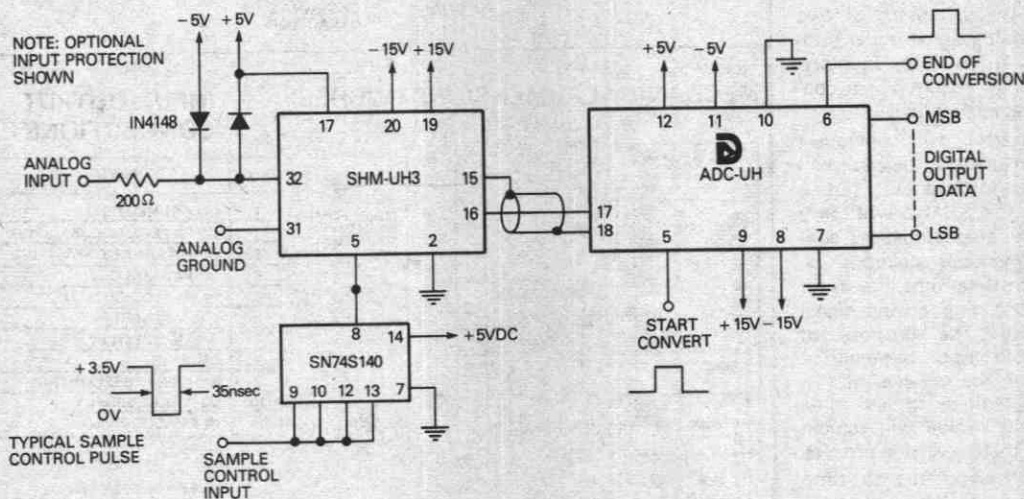 NOTE: OPTIONAL
INPUT PROTECTION
SHOWN
−5V +5V
−15V +15V
+5V −5V
END OF
CONVERSION
IN4148
17
20
19
12
11
10
6
MSB
ANALOG
INPUT
200Ω
32
SHM-UH3
15
ADC-UH
DIGITAL
OUTPUT
DATA
16
17
18
31
ANALOG
GROUND
5
2
5
9
8
7
LSB
8
14
+5VDC
SN74S140
START
CONVERT
+15V −15V
+3.5V
0V
35nsec
9
10
12
13
7
TYPICAL SAMPLE
CONTROL PULSE
SAMPLE
CONTROL
INPUT